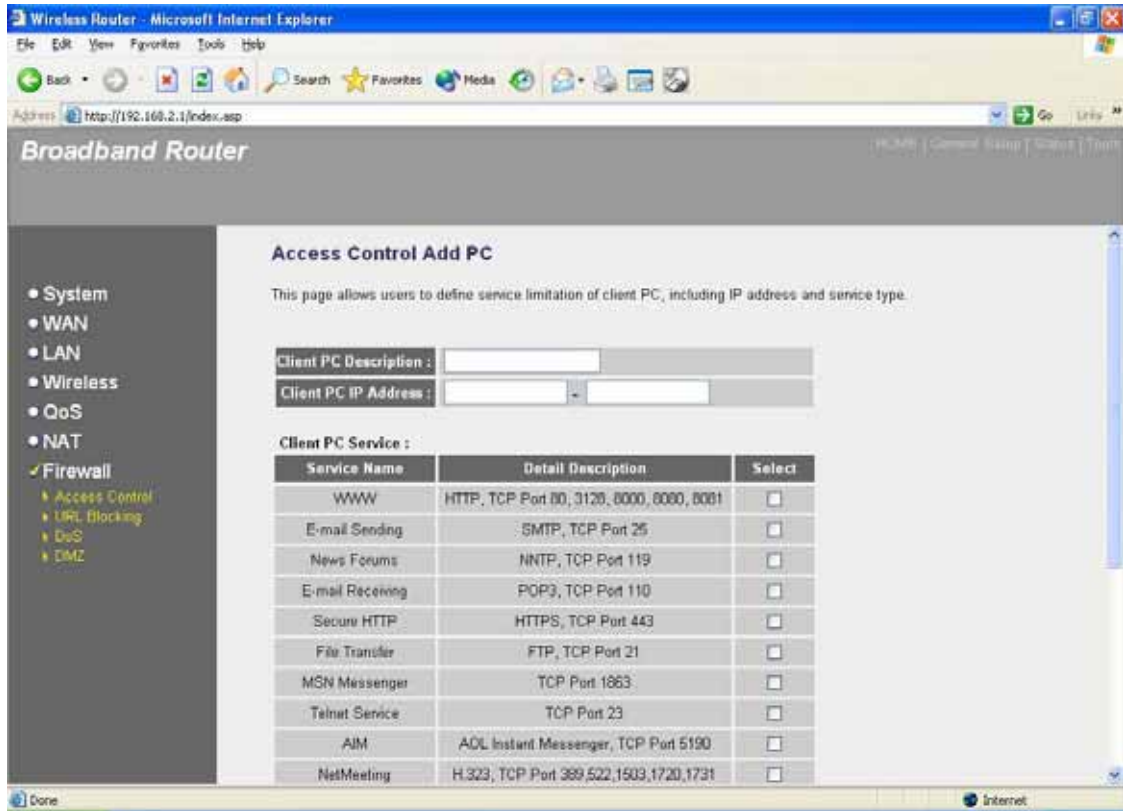 Wireless Router - Microsoft Internet Explorer
File Edit View Favorites Tools Help
Back Search Favorites Media
Address http://192.168.2.1/index.asp Go Links »
Broadband Router
HOME | General Setup | Status | Tools
Access Control Add PC
This page allows users to define service limitation of client PC, including IP address and service type.
System
WAN
LAN
Wireless
QoS
NAT
Firewall
Access Control
URL Blocking
DoS
DMZ
Client PC Description :
Client PC IP Address : -
Client PC Service :
Service Name Detail Description Select
WWW HTTP, TCP Port 80, 3128, 8000, 8080, 8081
E-mail Sending SMTP, TCP Port 25
News Forums NNTP, TCP Port 119
E-mail Receiving POP3, TCP Port 110
Secure HTTP HTTPS, TCP Port 443
File Transfer FTP, TCP Port 21
MSN Messenger TCP Port 1863
Telnet Service TCP Port 23
AIM AOL Instant Messenger, TCP Port 5190
NetMeeting H.323, TCP Port 389,522,1503,1720,1731
Done Internet